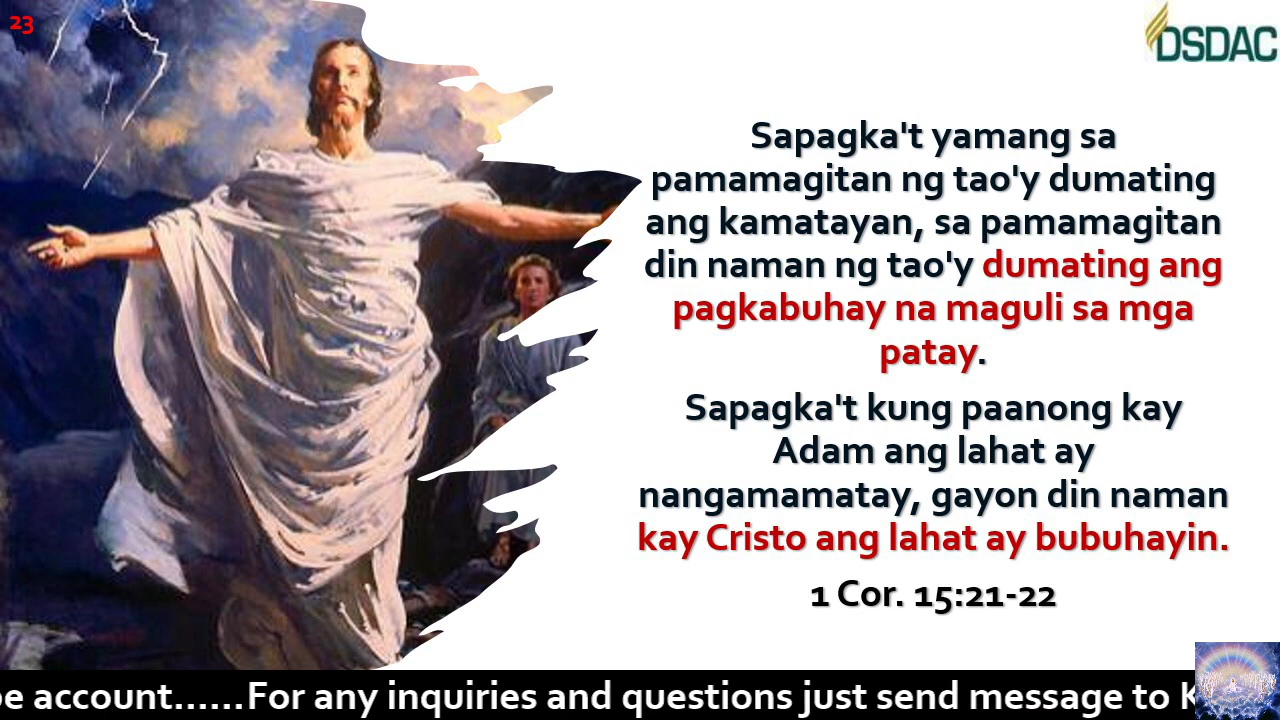 23
DSDAC
Sapagka't yamang sa
pamamagitan ng tao'y dumating
ang kamatayan, sa pamamagitan
din naman ng tao'y dumating ang
pagkabuhay na maguli sa mga
patay.
Sapagka't kung paanong kay
Adam ang lahat ay
nangamamatay, gayon din naman
kay Cristo ang lahat ay bubuhayin.
1 Cor. 15:21-22
account......For any inquiries and questions just send message to